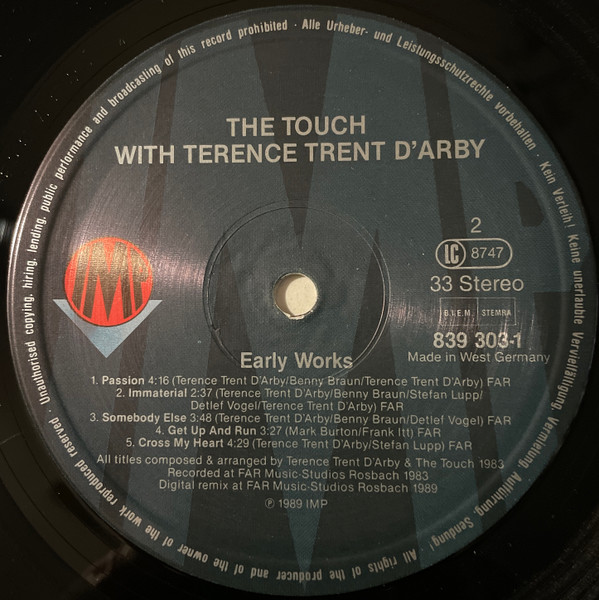 Unauthorised copying, hiring, lending, public performance and broadcasting of this record prohibited · Alle Urheber- und Leistungsschutzrechte vorbehalten · Kein Verleih! Keine unerlaubte Vervielfältigung, Vermietung, Aufführung, Sendung! · All rights of the producer and of the owner of the work reproduced reserved ·
THE TOUCH
WITH TERENCE TRENT D'ARBY
2
LC 8747
33 Stereo
B.I.E.M. STEMRA
839 303-1
Made in West Germany
IMP
Early Works
1. Passion 4:16 (Terence Trent D'Arby/Benny Braun/Terence Trent D'Arby) FAR
2. Immaterial 2:37 (Terence Trent D'Arby/Benny Braun/Stefan Lupp/
Detlef Vogel/Terence Trent D'Arby) FAR
3. Somebody Else 3:48 (Terence Trent D'Arby/Benny Braun/Detlef Vogel) FAR
4. Get Up And Run 3:27 (Mark Burton/Frank Itt) FAR
5. Cross My Heart 4:29 (Terence Trent D'Arby/Stefan Lupp) FAR
All titles composed & arranged by Terence Trent D'Arby & The Touch 1983
Recorded at FAR Music-Studios Rosbach 1983
Digital remix at FAR Music-Studios Rosbach 1989
℗ 1989 IMP